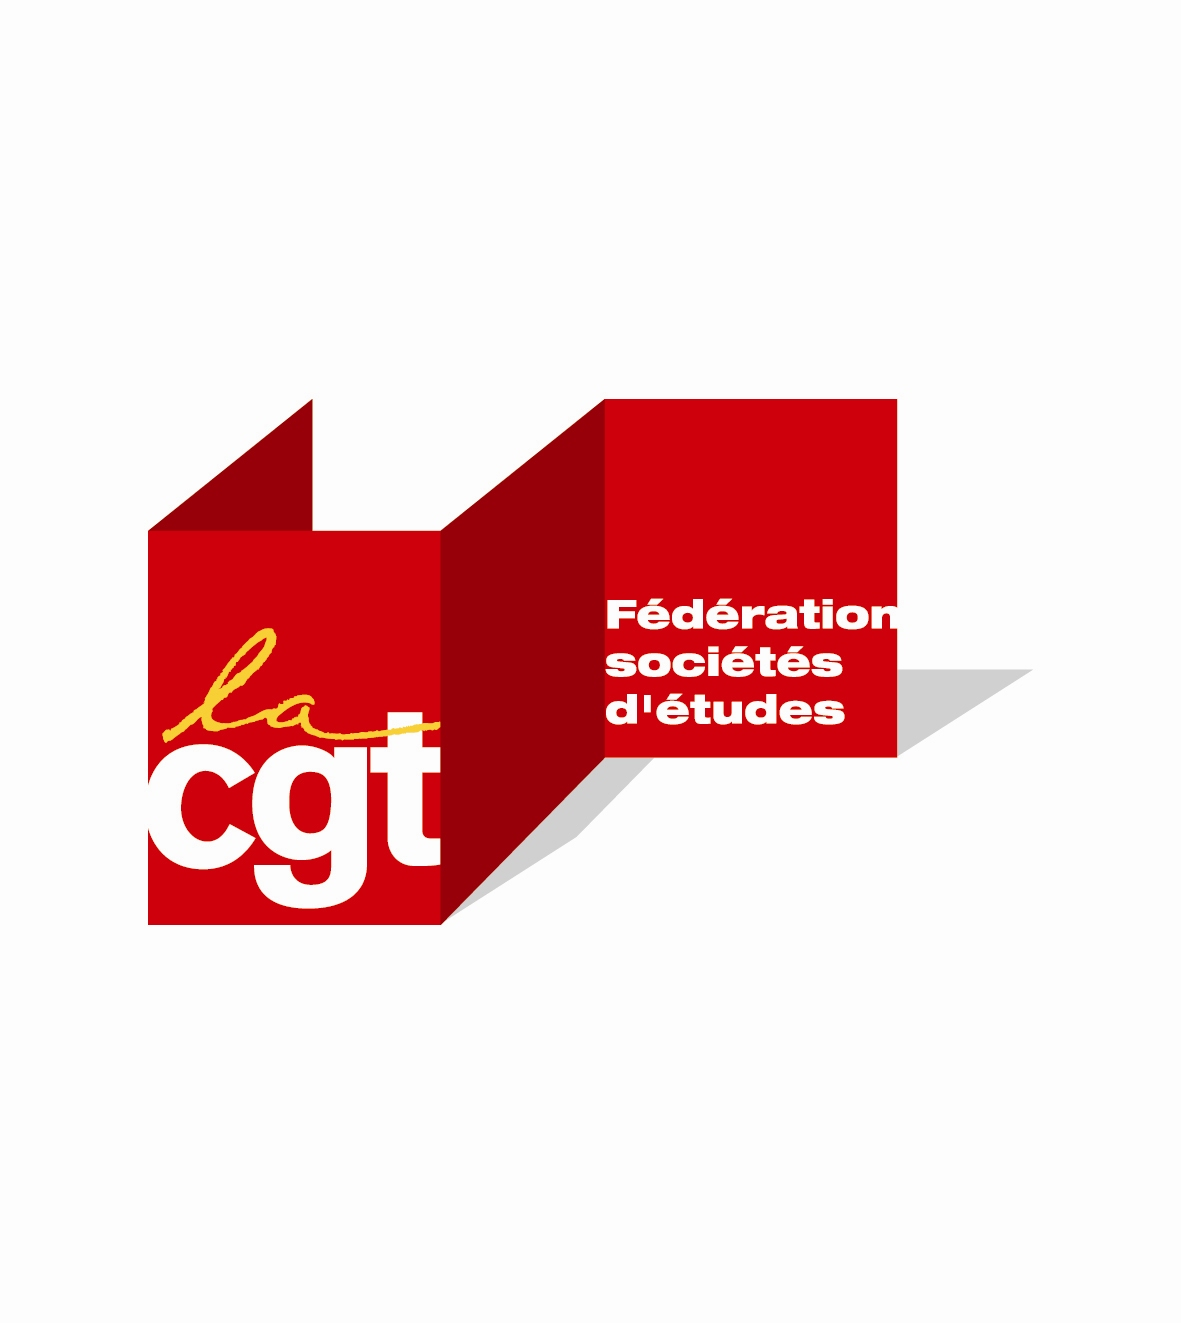 la
cgt
Fédération
sociétés
d'études